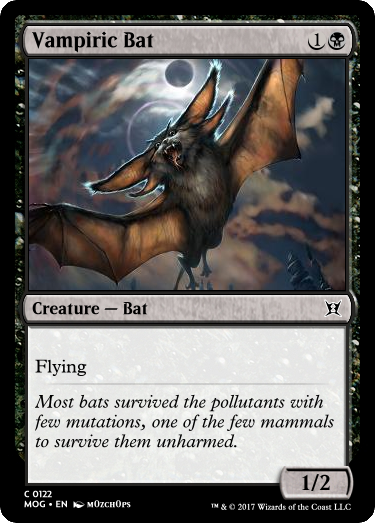 Vampiric Bat 1
Creature — Bat
Flying
Most bats survived the pollutants with
few mutations, one of the few mammals
to survive them unharmed.
1/2
C 0122
MOG • EN M0ZCH0PS
™ & © 2017 Wizards of the Coast LLC